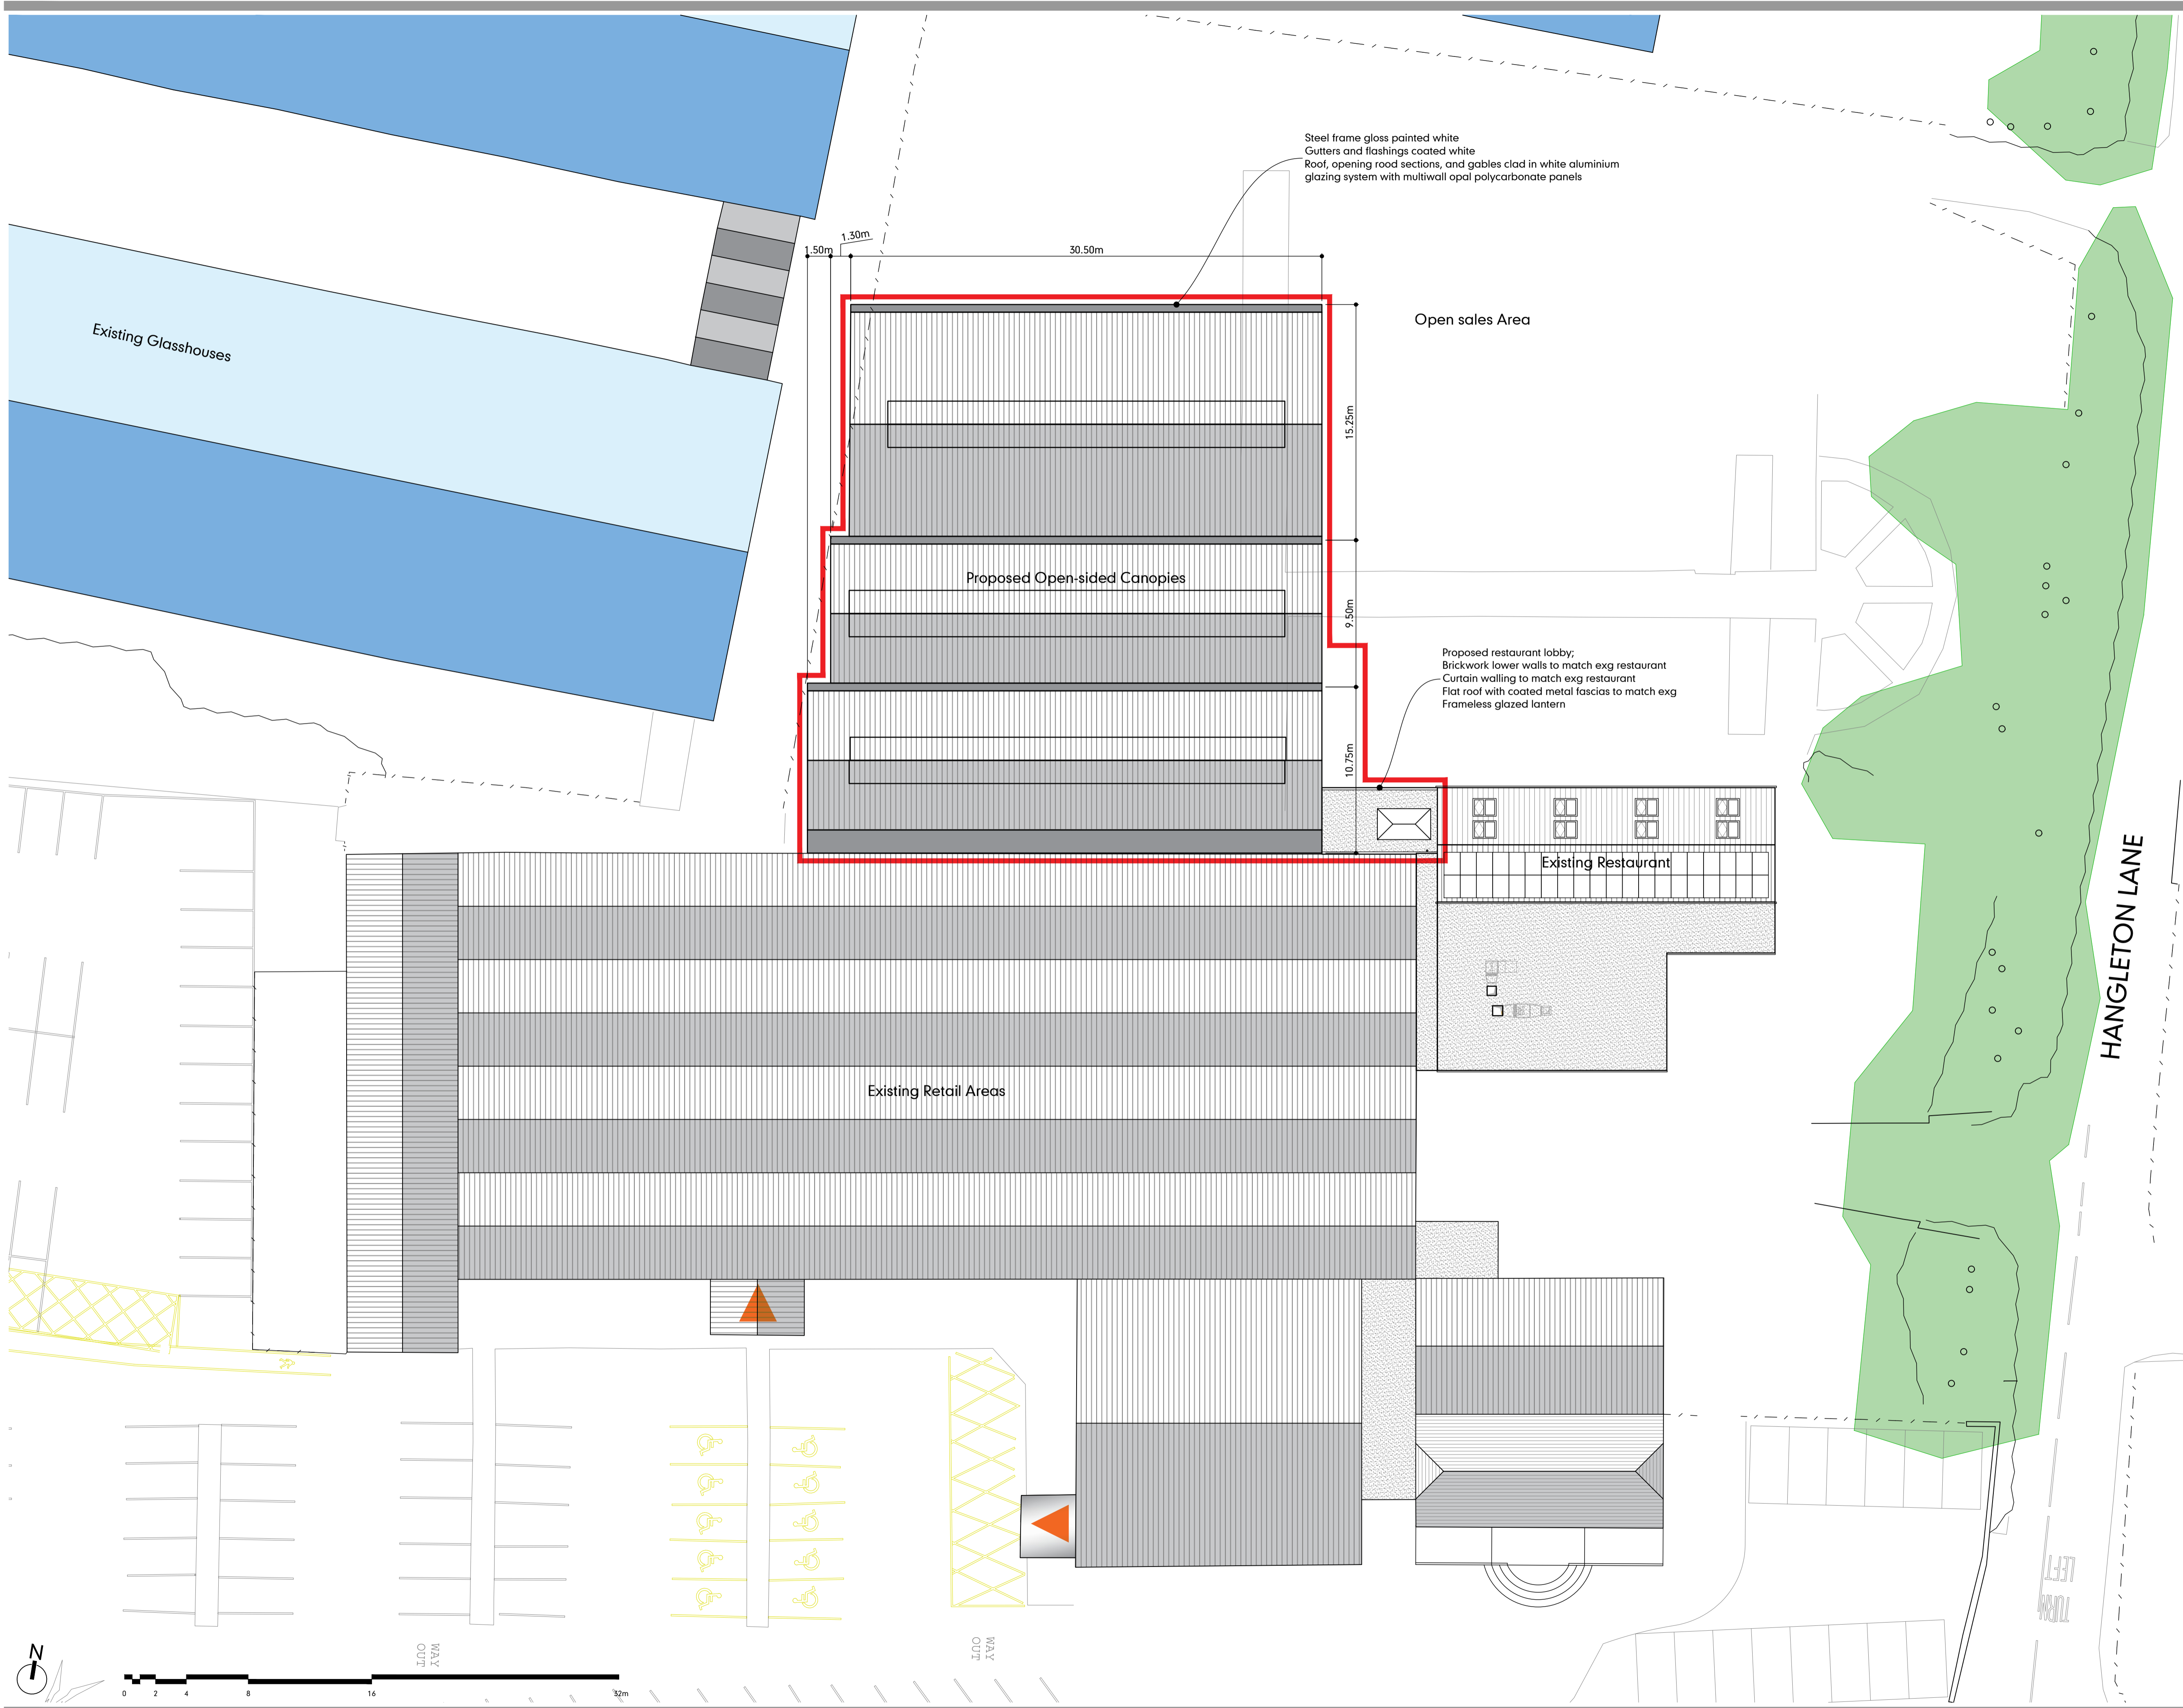 Steel frame gloss painted white
Gutters and flashings coated white
Roof, opening rood sections, and gables clad in white aluminium
glazing system with multiwall opal polycarbonate panels
1.50m
1.30m
30.50m
Existing Glasshouses
Open sales Area
15.25m
Proposed Open-sided Canopies
9.50m
Proposed restaurant lobby;
Brickwork lower walls to match exg restaurant
Curtain walling to match exg restaurant
Flat roof with coated metal fascias to match exg
Frameless glazed lantern
10.75m
Existing Restaurant
HANGLETON LANE
Existing Retail Areas
LEFT
TURN
WAY
OUT
WAY
OUT
N
0 2 4 8 16 32m